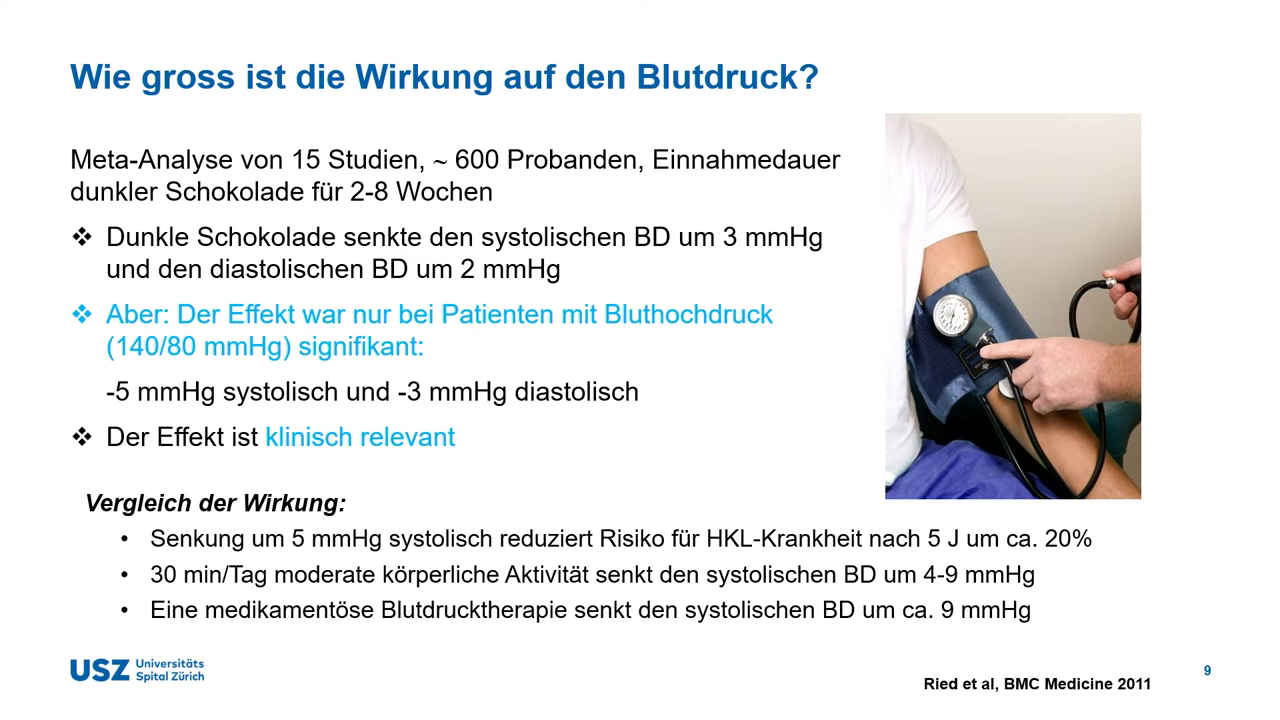 Wie gross ist die Wirkung auf den Blutdruck?
Meta-Analyse von 15 Studien, ~ 600 Probanden, Einnahmedauer
dunkler Schokolade für 2-8 Wochen
❖ Dunkle Schokolade senkte den systolischen BD um 3 mmHg
und den diastolischen BD um 2 mmHg
❖ Aber: Der Effekt war nur bei Patienten mit Bluthochdruck
(140/80 mmHg) signifikant:
-5 mmHg systolisch und -3 mmHg diastolisch
❖ Der Effekt ist klinisch relevant
Vergleich der Wirkung:
• Senkung um 5 mmHg systolisch reduziert Risiko für HKL-Krankheit nach 5 J um ca. 20%
• 30 min/Tag moderate körperliche Aktivität senkt den systolischen BD um 4-9 mmHg
• Eine medikamentöse Blutdrucktherapie senkt den systolischen BD um ca. 9 mmHg
USZ Universitäts
Spital Zürich
9
Ried et al, BMC Medicine 2011